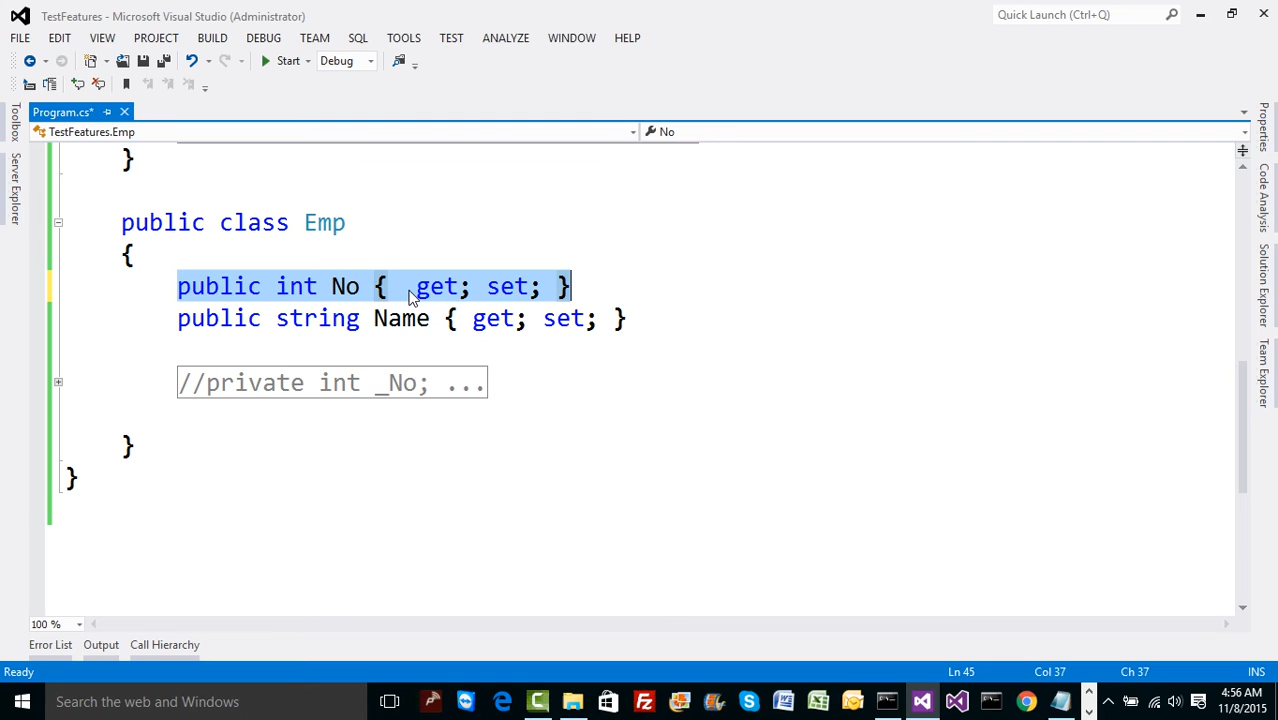 TestFeatures - Microsoft Visual Studio (Administrator)
Quick Launch (Ctrl+Q)
FILE EDIT VIEW PROJECT BUILD DEBUG TEAM SQL TOOLS TEST ANALYZE WINDOW HELP
Start Debug
Program.cs*
TestFeatures.Emp No
Toolbox
Server Explorer
Properties
Code Analysis
Solution Explorer
Team Explorer
}
public class Emp
{
public int No {  get; set; }
public string Name { get; set; }
//private int _No; ...
}
}
100 %
Error List Output Call Hierarchy
Ready Ln 45 Col 37 Ch 37 INS
Search the web and Windows
4:56 AM
11/8/2015